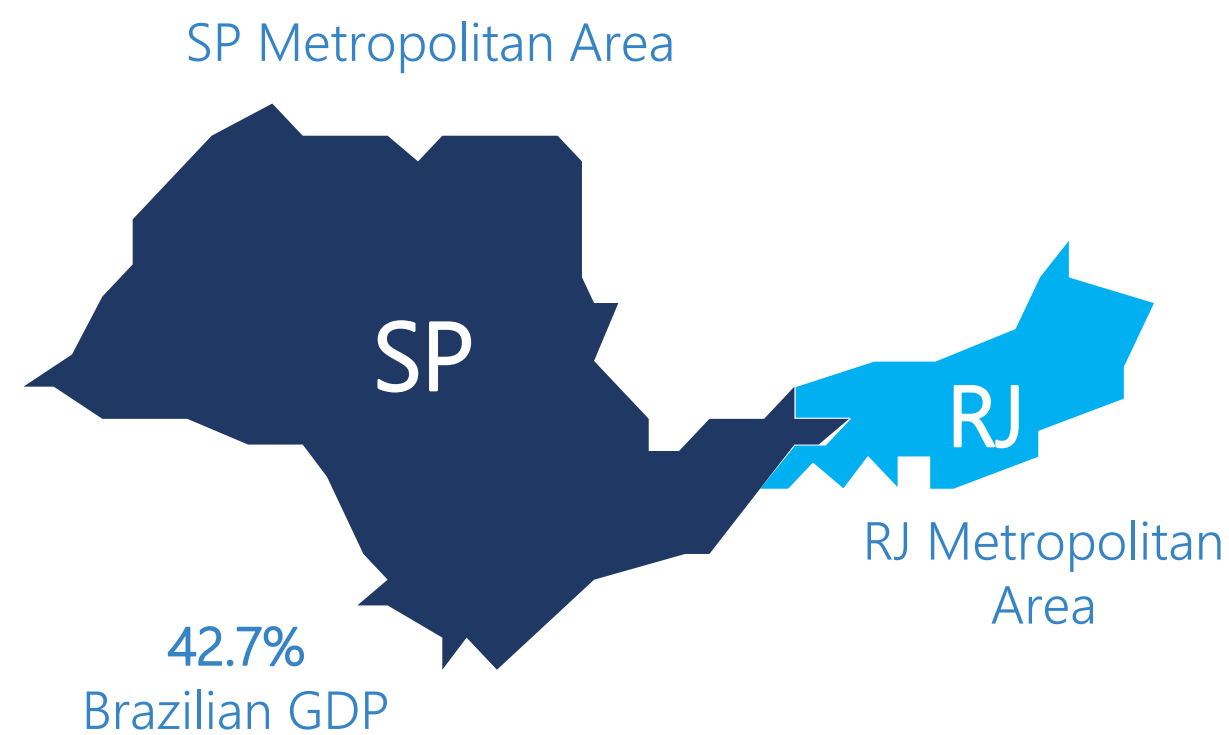 SP Metropolitan Area
SP
RJ
RJ Metropolitan
Area
42.7%
Brazilian GDP